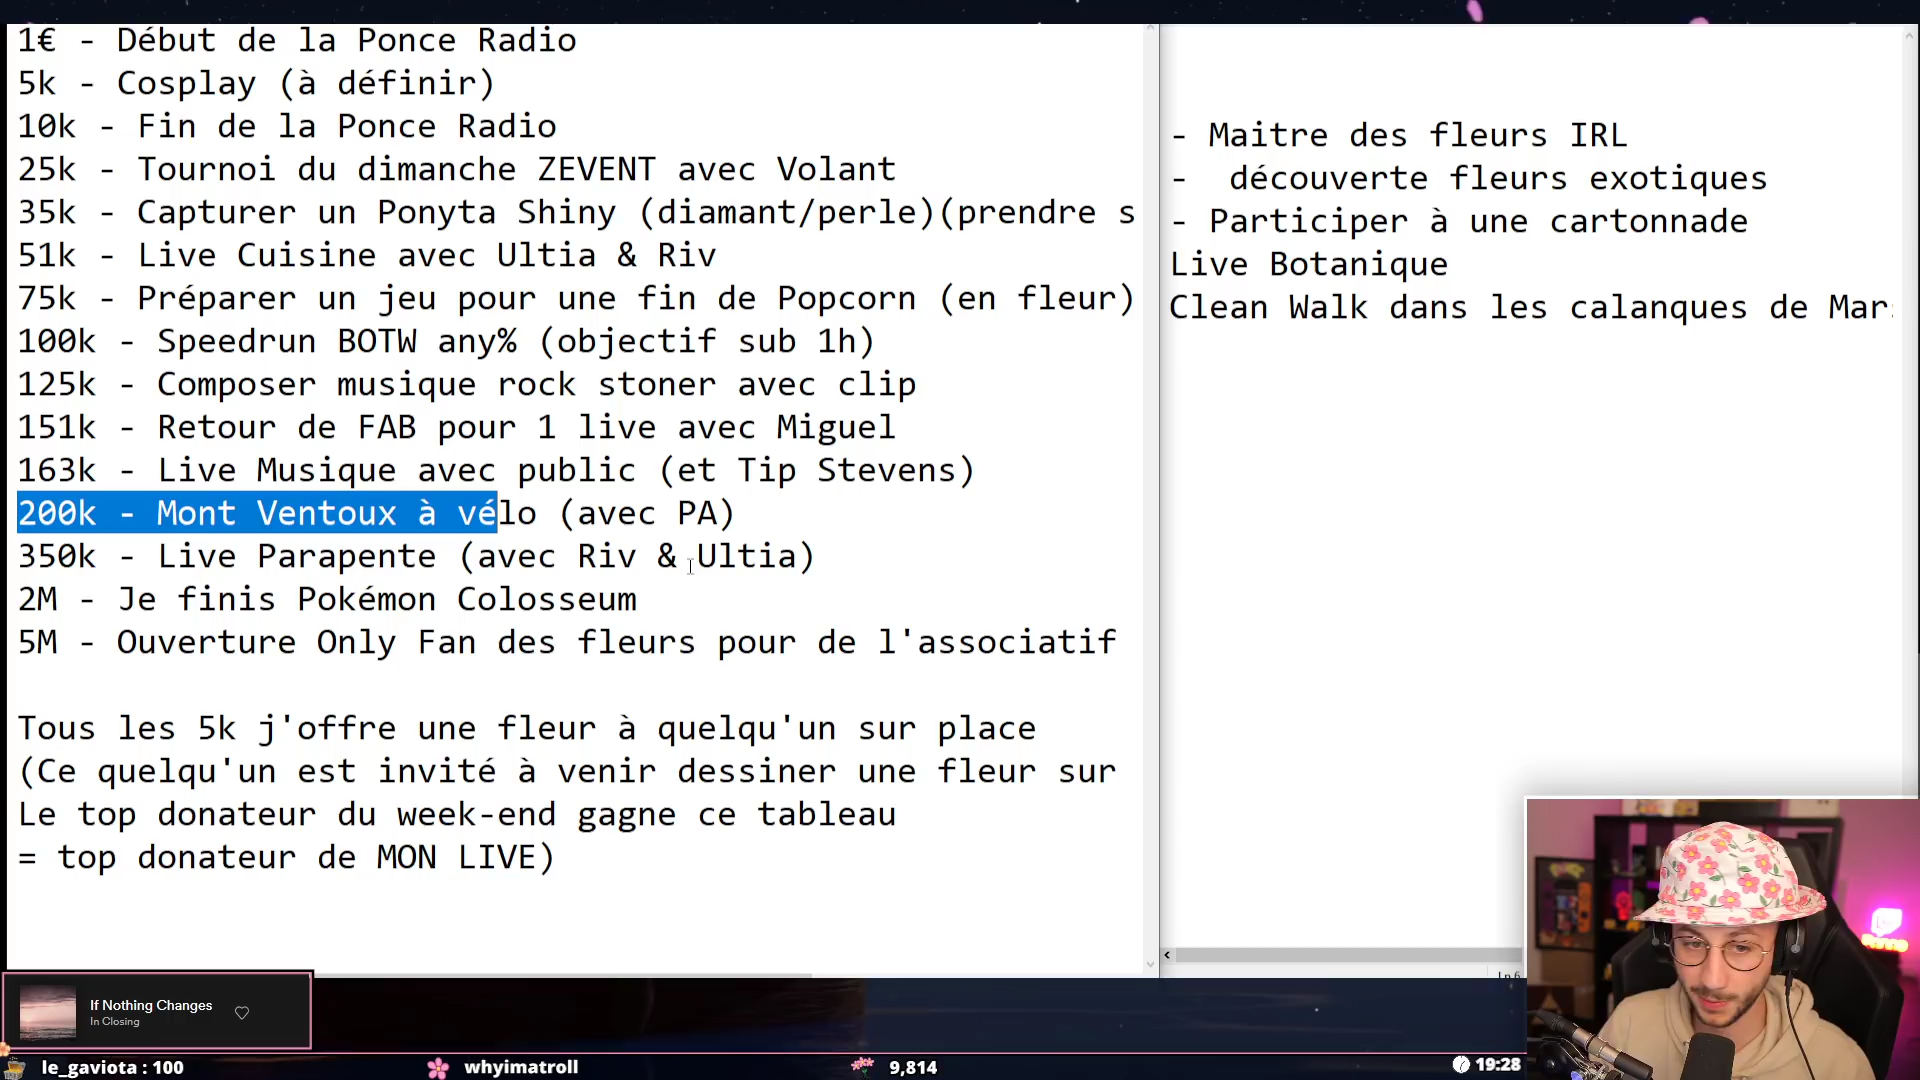 1€ - Début de la Ponce Radio
5k - Cosplay (à définir)
10k - Fin de la Ponce Radio
25k - Tournoi du dimanche ZEVENT avec Volant
35k - Capturer un Ponyta Shiny (diamant/perle)(prendre s
51k - Live Cuisine avec Ultia & Riv
75k - Préparer un jeu pour une fin de Popcorn (en fleur)
100k - Speedrun BOTW any% (objectif sub 1h)
125k - Composer musique rock stoner avec clip
151k - Retour de FAB pour 1 live avec Miguel
163k - Live Musique avec public (et Tip Stevens)
200k - Mont Ventoux à vélo (avec PA)
350k - Live Parapente (avec Riv & Ultia)
2M - Je finis Pokémon Colosseum
5M - Ouverture Only Fan des fleurs pour de l'associatif
Tous les 5k j'offre une fleur à quelqu'un sur place
(Ce quelqu'un est invité à venir dessiner une fleur sur
Le top donateur du week-end gagne ce tableau
= top donateur de MON LIVE)
- Maitre des fleurs IRL
-  découverte fleurs exotiques
- Participer à une cartonnade
Live Botanique
Clean Walk dans les calanques de Mar
If Nothing Changes
In Closing
le_gaviota : 100
whyimatroll
9,814
19:28